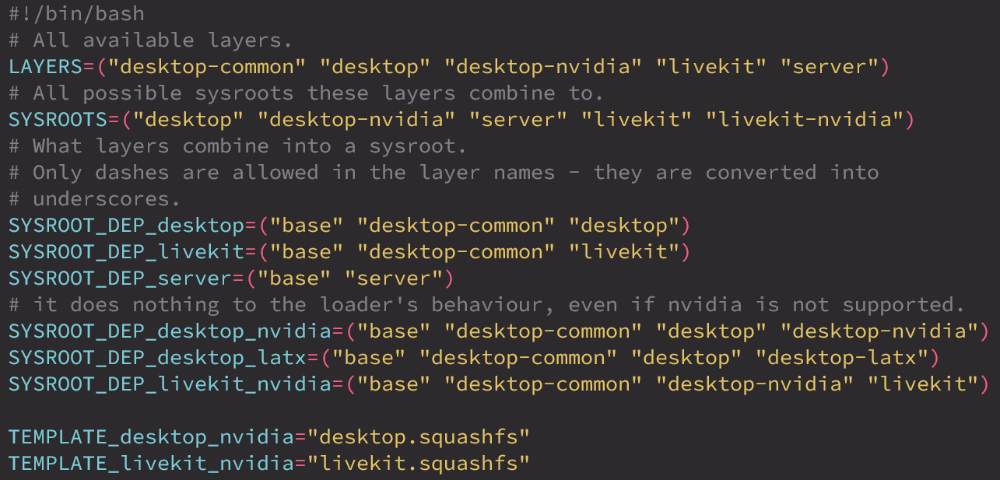 #!/bin/bash
# All available layers.
LAYERS=("desktop-common" "desktop" "desktop-nvidia" "livekit" "server")
# All possible sysroots these layers combine to.
SYSROOTS=("desktop" "desktop-nvidia" "server" "livekit" "livekit-nvidia")
# What layers combine into a sysroot.
# Only dashes are allowed in the layer names - they are converted into
# underscores.
SYSROOT_DEP_desktop=("base" "desktop-common" "desktop")
SYSROOT_DEP_livekit=("base" "desktop-common" "livekit")
SYSROOT_DEP_server=("base" "server")
# it does nothing to the loader's behaviour, even if nvidia is not supported.
SYSROOT_DEP_desktop_nvidia=("base" "desktop-common" "desktop" "desktop-nvidia")
SYSROOT_DEP_desktop_latx=("base" "desktop-common" "desktop" "desktop-latx")
SYSROOT_DEP_livekit_nvidia=("base" "desktop-common" "desktop-nvidia" "livekit")

TEMPLATE_desktop_nvidia="desktop.squashfs"
TEMPLATE_livekit_nvidia="livekit.squashfs"